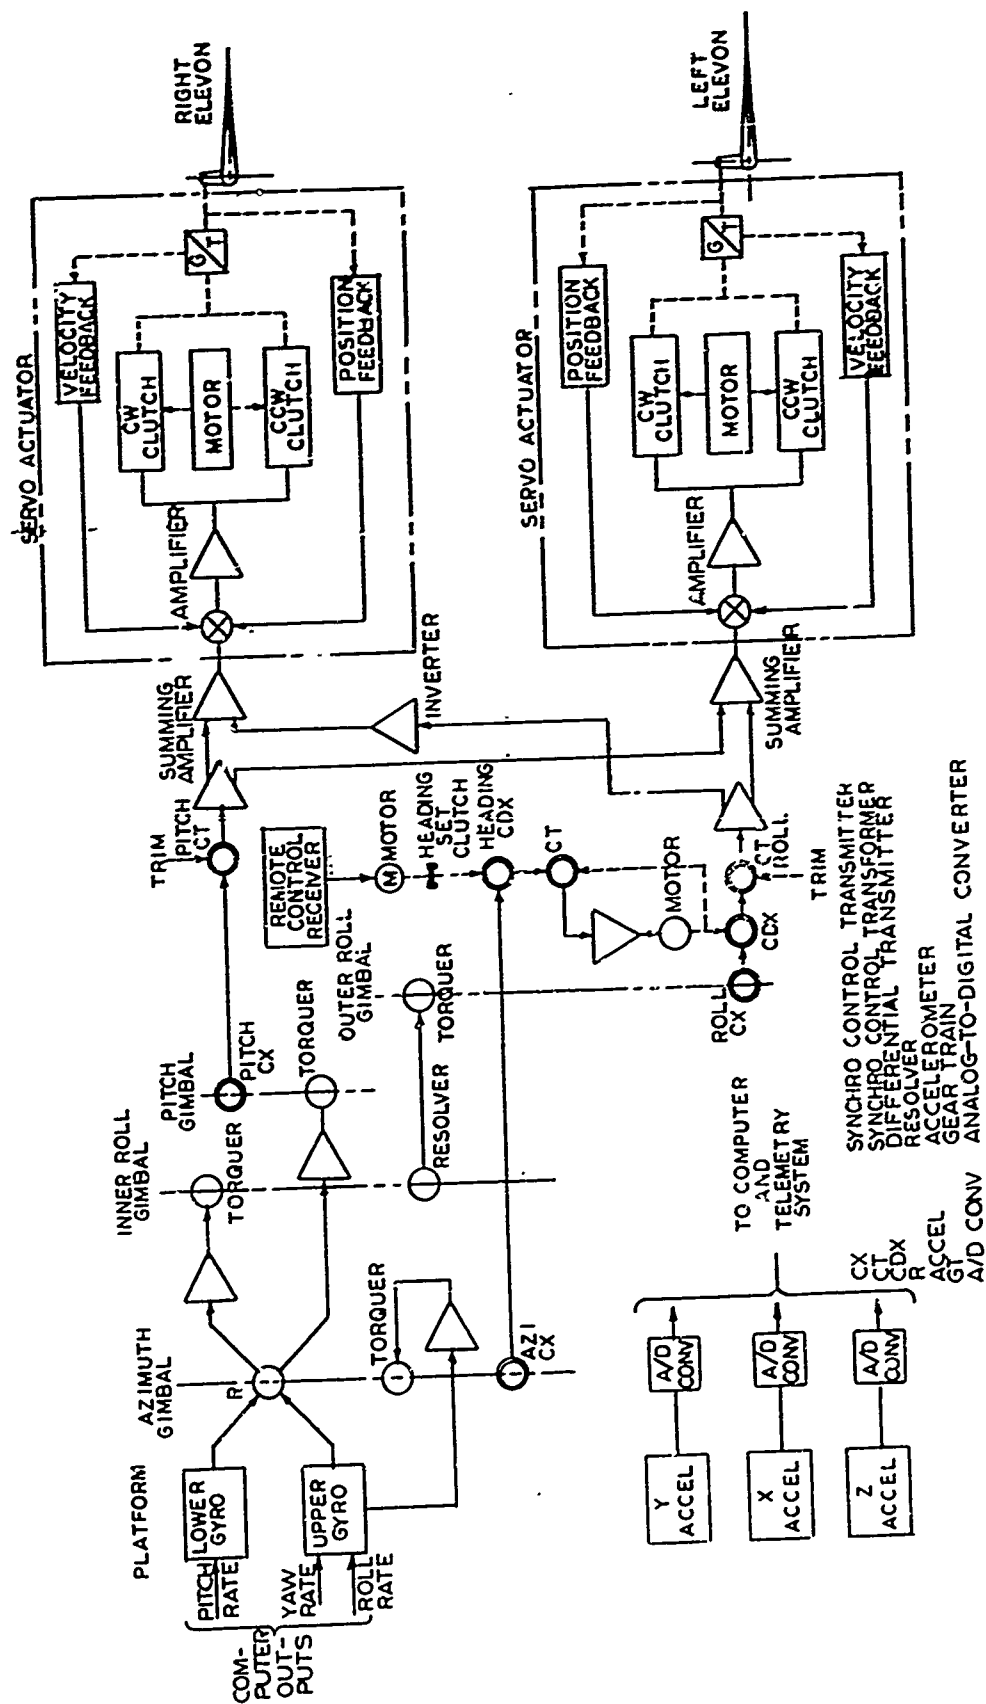 COM-
PUTER
OUT-
PUTS
PITCH
RATE
YAW
RATE
ROLL
RATE
PLATFORM
LOWER
GYRO
UPPER
GYRO
AZIMUTH
GIMBAL
R
TORQUER
AZI
CX
INNER ROLL
GIMBAL
TORQUER
RESOLVER
PITCH
GIMBAL
PITCH
CX
TORQUER
OUTER ROLL
GIMBAL
TORQUER
ROLL
CX
REMOTE
CONTROL
RECEIVER
M
MOTOR
HEADING
SET
CLUTCH
HEADING
CDX
CT
MOTOR
CDX
CT
ROLL
TRIM
TRIM
PITCH
CT
SUMMING
AMPLIFIER
INVERTER
SUMMING
AMPLIFIER
SERVO ACTUATOR
AMPLIFIER
VELOCITY
FEEDBACK
CW
CLUTCH
MOTOR
CCW
CLUTCH
POSITION
FEEDBACK
G
T
RIGHT
ELEVON
SERVO ACTUATOR
AMPLIFIER
POSITION
FEEDBACK
CW
CLUTCH
MOTOR
CCW
CLUTCH
VELOCITY
FEEDBACK
G
T
LEFT
ELEVON
Y
ACCEL
A/D
CONV
X
ACCEL
A/D
CONV
Z
ACCEL
A/D
CONV
TO COMPUTER
AND
TELEMETRY
SYSTEM
CX SYNCHRO CONTROL TRANSMITTER
CT SYNCHRO CONTROL TRANSFORMER
CDX DIFFERENTIAL TRANSMITTER
R RESOLVER
ACCEL ACCELEROMETER
GT GEAR TRAIN
A/D CONV ANALOG-TO-DIGITAL CONVERTER